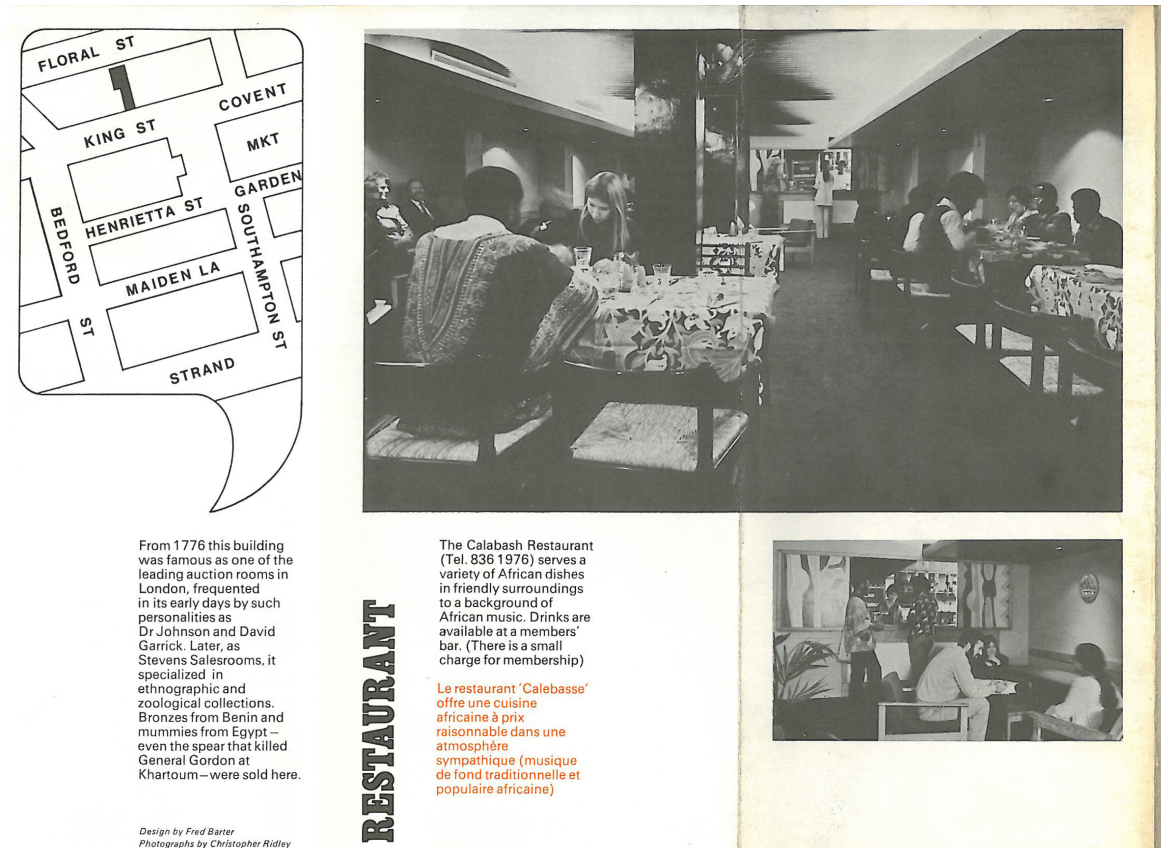 FLORAL ST
COVENT
KING ST
MKT
GARDEN
BEDFORD
HENRIETTA ST
SOUTHAMPTON ST
MAIDEN LA
ST
STRAND
From 1776 this building
was famous as one of the
leading auction rooms in
London, frequented
in its early days by such
personalities as
Dr Johnson and David
Garrick. Later, as
Stevens Salesrooms, it
specialized in
ethnographic and
zoological collections.
Bronzes from Benin and
mummies from Egypt –
even the spear that killed
General Gordon at
Khartoum – were sold here.
Design by Fred Barter
Photographs by Christopher Ridley
RESTAURANT
The Calabash Restaurant
(Tel. 836 1976) serves a
variety of African dishes
in friendly surroundings
to a background of
African music. Drinks are
available at a members'
bar. (There is a small
charge for membership)
Le restaurant 'Calebasse'
offre une cuisine
africaine à prix
raisonnable dans une
atmosphère
sympathique (musique
de fond traditionnelle et
populaire africaine)